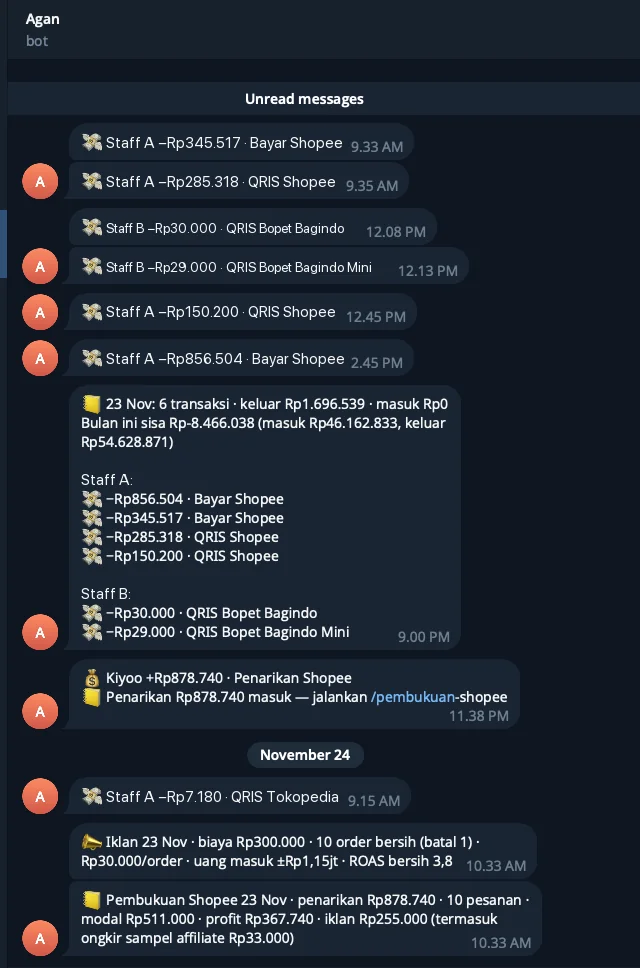 Agan
bot
Unread messages
💸 Staff A –Rp345.517 · Bayar Shopee 9.33 AM
A
💸 Staff A –Rp285.318 · QRIS Shopee 9.35 AM
💸 Staff B –Rp30.000 · QRIS Bopet Bagindo 12.08 PM
A
💸 Staff B –Rp29.000 · QRIS Bopet Bagindo Mini 12.13 PM
A
💸 Staff A –Rp150.200 · QRIS Shopee 12.45 PM
A
💸 Staff A –Rp856.504 · Bayar Shopee 2.45 PM
📒 23 Nov: 6 transaksi · keluar Rp1.696.539 · masuk Rp0
Bulan ini sisa Rp-8.466.038 (masuk Rp46.162.833, keluar
Rp54.628.871)
Staff A:
💸 −Rp856.504 · Bayar Shopee
💸 −Rp345.517 · Bayar Shopee
💸 −Rp285.318 · QRIS Shopee
💸 −Rp150.200 · QRIS Shopee
Staff B:
💸 −Rp30.000 · QRIS Bopet Bagindo
💸 −Rp29.000 · QRIS Bopet Bagindo Mini
A
9.00 PM
💰 Kiyoo +Rp878.740 · Penarikan Shopee
📒 Penarikan Rp878.740 masuk — jalankan /pembukuan-shopee
A
11.38 PM
November 24
A
💸 Staff A –Rp7.180 · QRIS Tokopedia 9.15 AM
📣 Iklan 23 Nov · biaya Rp300.000 · 10 order bersih (batal 1) ·
Rp30.000/order · uang masuk ±Rp1,15jt · ROAS bersih 3,8 10.33 AM
📒 Pembukuan Shopee 23 Nov · penarikan Rp878.740 · 10 pesanan ·
modal Rp511.000 · profit Rp367.740 · iklan Rp255.000 (termasuk
ongkir sampel affiliate Rp33.000)
A
10.33 AM